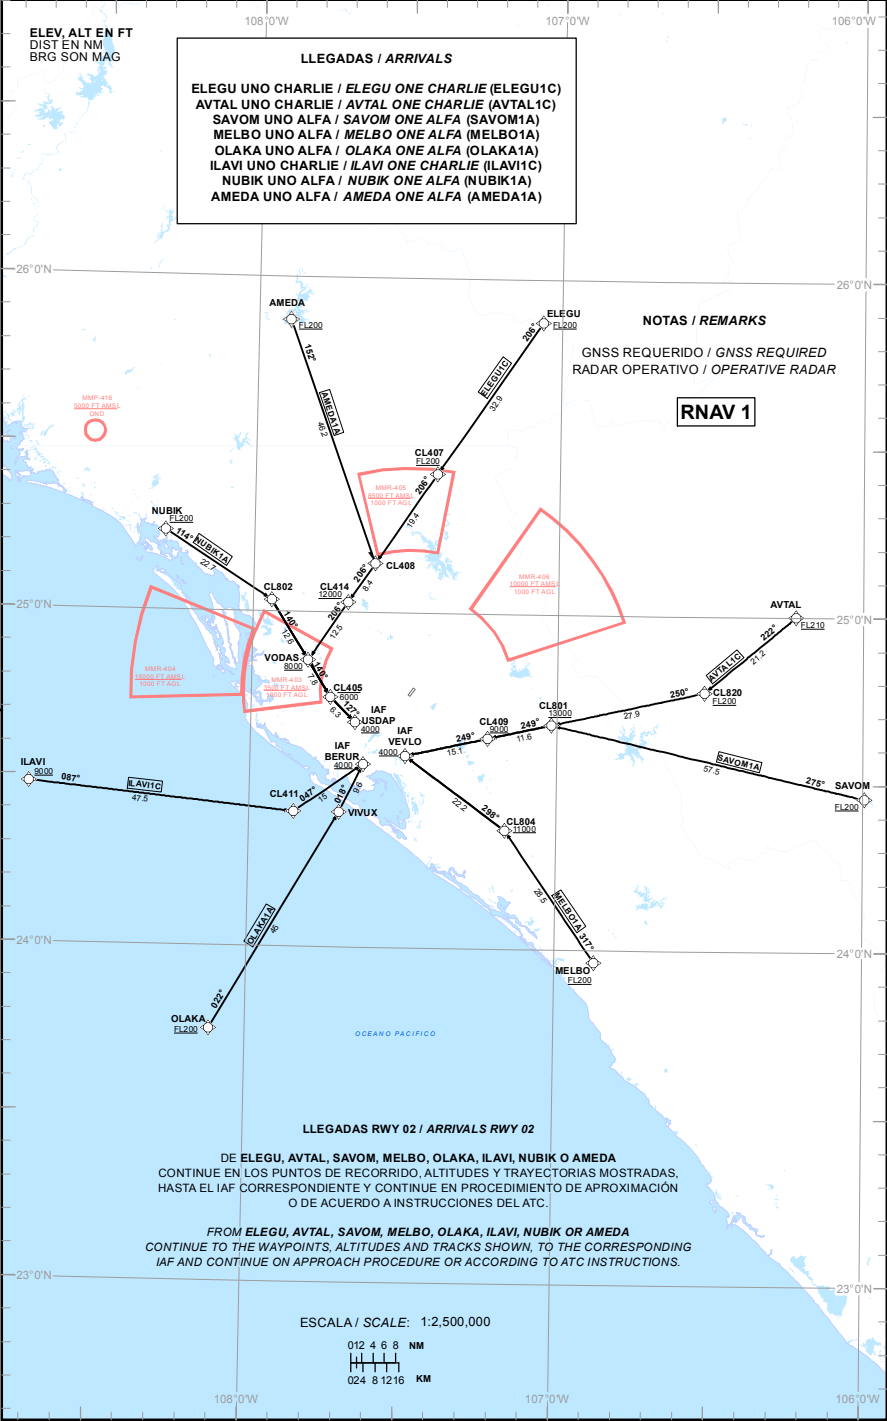 108°0'W
107°0'W
106°0'W
ELEV, ALT EN FT
DIST EN NM
BRG SON MAG
LLEGADAS / ARRIVALS
ELEGU UNO CHARLIE / ELEGU ONE CHARLIE (ELEGU1C)
AVTAL UNO CHARLIE / AVTAL ONE CHARLIE (AVTAL1C)
SAVOM UNO ALFA / SAVOM ONE ALFA (SAVOM1A)
MELBO UNO ALFA / MELBO ONE ALFA (MELBO1A)
OLAKA UNO ALFA / OLAKA ONE ALFA (OLAKA1A)
ILAVI UNO CHARLIE / ILAVI ONE CHARLIE (ILAVI1C)
NUBIK UNO ALFA / NUBIK ONE ALFA (NUBIK1A)
AMEDA UNO ALFA / AMEDA ONE ALFA (AMEDA1A)
26°0'N
26°0'N
AMEDA
FL200
152°
AMEDA1A
46.2
ELEGU
FL200
206°
ELEGU1C
32.9
NOTAS / REMARKS
GNSS REQUERIDO / GNSS REQUIRED
RADAR OPERATIVO / OPERATIVE RADAR
RNAV 1
MMP-416
5000 FT AMSL
GND
CL407
FL200
206°
19.4
MMR-405
8500 FT AMSL
1000 FT AGL
NUBIK
FL200
114°
NUBIK1A
22.7
CL408
206°
8.4
MMR-406
10000 FT AMSL
1000 FT AGL
CL802
140°
12.6
CL414
12000
206°
12.5
25°0'N
25°0'N
AVTAL
FL210
222°
AVTAL1C
21.2
VODAS
8000
140°
7.8
MMR-404
15000 FT AMSL
1000 FT AGL
MMR-403
3500 FT AMSL
1000 FT AGL
CL405
6000
127°
6.3
IAF
USDAP
4000
CL820
FL200
250°
27.9
CL801
13000
249°
11.6
CL409
9000
249°
15.1
IAF
VEVLO
4000
IAF
BERUR
4000
SAVOM1A
57.5
275°
SAVOM
FL200
ILAVI
9000
087°
ILAVI1C
47.5
CL411
047°
15
018°
9.6
VIVUX
22.2
298°
CL804
11000
28.5
MELBO1A
317°
MELBO
FL200
OLAKA1A
46
022°
OLAKA
FL200
24°0'N
24°0'N
OCEANO PACIFICO
LLEGADAS RWY 02 / ARRIVALS RWY 02
DE ELEGU, AVTAL, SAVOM, MELBO, OLAKA, ILAVI, NUBIK O AMEDA
CONTINUE EN LOS PUNTOS DE RECORRIDO, ALTITUDES Y TRAYECTORIAS MOSTRADAS,
HASTA EL IAF CORRESPONDIENTE Y CONTINUE EN PROCEDIMIENTO DE APROXIMACIÓN
O DE ACUERDO A INSTRUCCIONES DEL ATC.
FROM ELEGU, AVTAL, SAVOM, MELBO, OLAKA, ILAVI, NUBIK OR AMEDA
CONTINUE TO THE WAYPOINTS, ALTITUDES AND TRACKS SHOWN, TO THE CORRESPONDING
IAF AND CONTINUE ON APPROACH PROCEDURE OR ACCORDING TO ATC INSTRUCTIONS.
23°0'N
23°0'N
ESCALA / SCALE: 1:2,500,000
012 4 6 8 NM
024 8 1216 KM
108°0'W
107°0'W
106°0'W